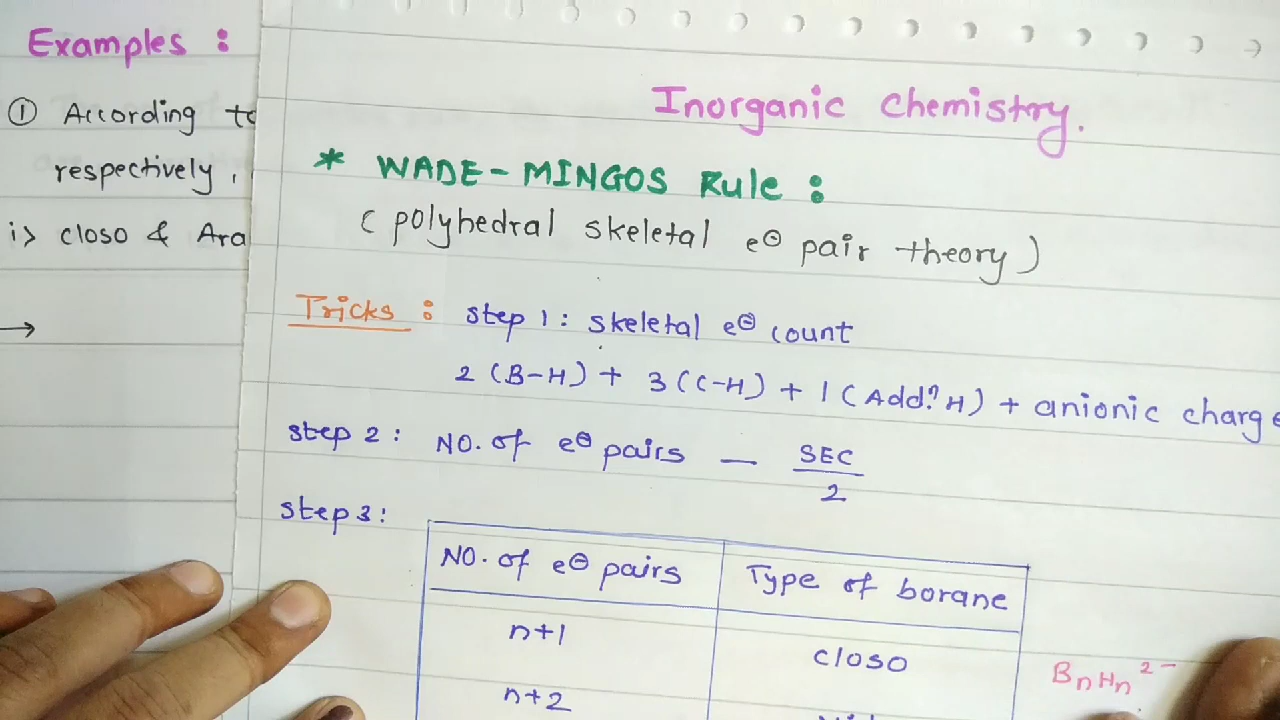 Examples :
① According to
respectively,
i> closo & Ara
→
Inorganic Chemistry.
* WADE-MINGOS Rule :
( polyhedral skeletal e⊖ pair theory )
Tricks : step 1 : skeletal e⊖ count
2 (B-H) + 3 (C-H) + 1 ( Add? H) + anionic charge
step 2 : NO. of e⊖ pairs — SEC/2
step 3 :
NO. of e⊖ pairs Type of borane
n+1 closo BnHn²⁻
n+2